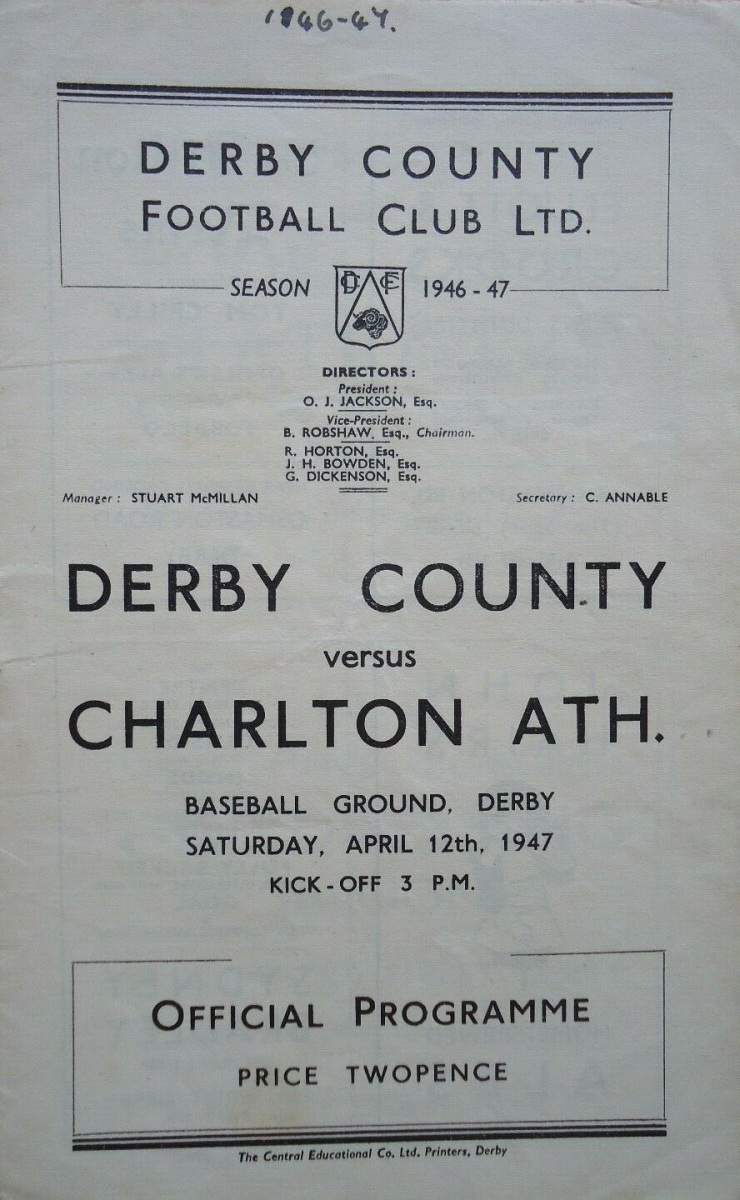 1946-47.
DERBY COUNTY
FOOTBALL CLUB LTD.
SEASON DCFC 1946-47
DIRECTORS:
President:
O. J. JACKSON, Esq.
Vice-President:
B. ROBSHAW, Esq., Chairman.
R. HORTON, Esq.
J. H. BOWDEN, Esq.
G. DICKENSON, Esq.
Manager: STUART McMILLAN Secretary: C. ANNABLE
DERBY COUNTY
versus
CHARLTON ATH.
BASEBALL GROUND, DERBY
SATURDAY, APRIL 12th, 1947
KICK-OFF 3 P.M.
OFFICIAL PROGRAMME
PRICE TWOPENCE
The Central Educational Co. Ltd. Printers, Derby